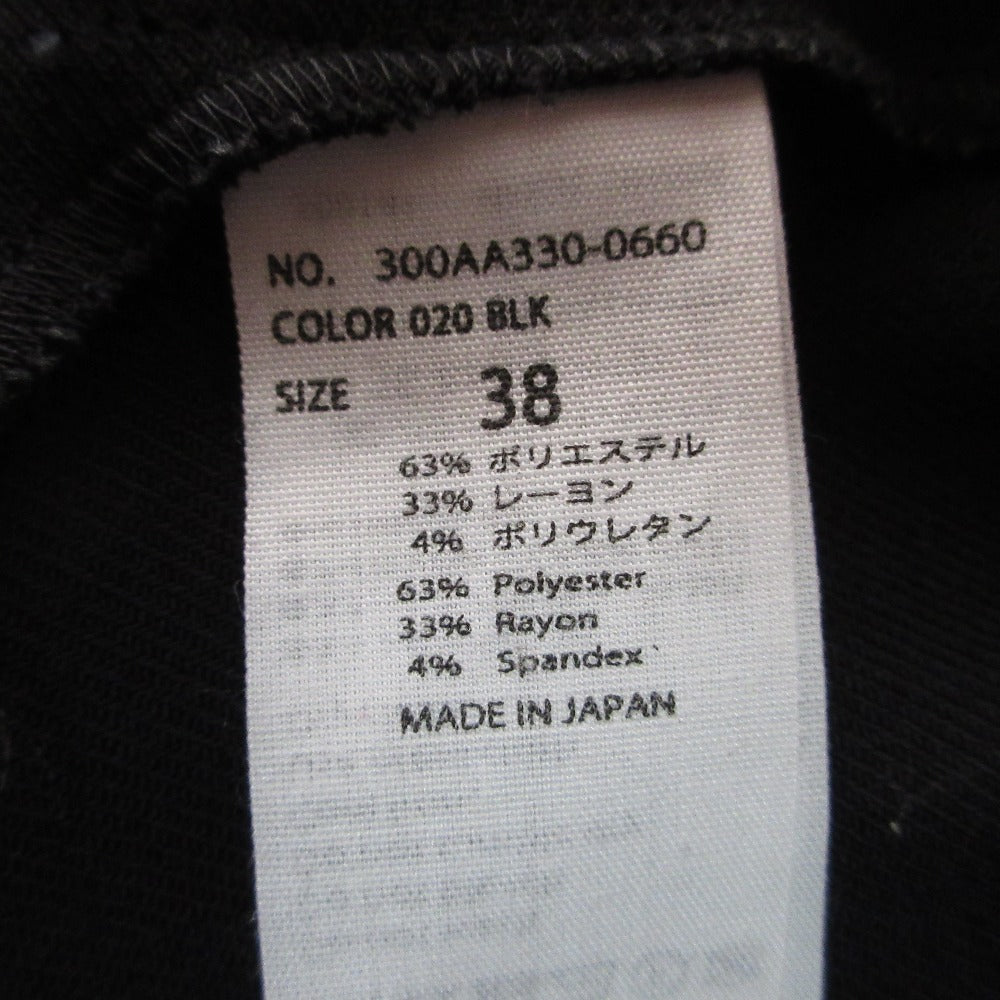 NO. 300AA330-0660
COLOR 020 BLK
SIZE 38
63% ポリエステル
33% レーヨン
4% ポリウレタン
63% Polyester
33% Rayon
4% Spandex
MADE IN JAPAN